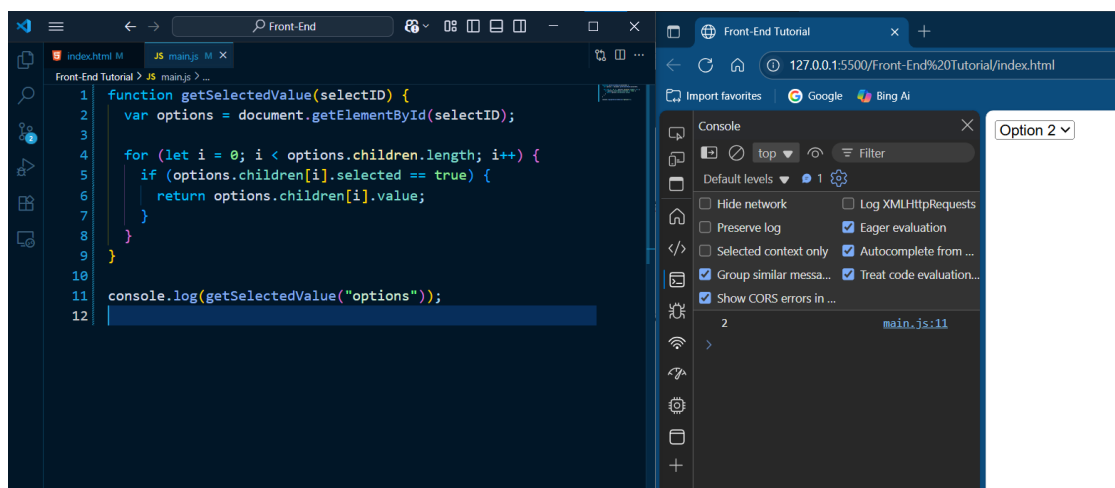 Front-End
index.html M
JS main.js M
Front-End Tutorial > JS main.js > ...
1 function getSelectedValue(selectID) {
2 var options = document.getElementById(selectID);
3
4 for (let i = 0; i < options.children.length; i++) {
5 if (options.children[i].selected == true) {
6 return options.children[i].value;
7 }
8 }
9 }
10
11 console.log(getSelectedValue("options"));
12
2
Front-End Tutorial
127.0.0.1:5500/Front-End%20Tutorial/index.html
Import favorites
Google
Bing Ai
Console
top
Filter
Default levels
1
Hide network
Log XMLHttpRequests
Preserve log
Eager evaluation
Selected context only
Autocomplete from ...
Group similar messa...
Treat code evaluation...
Show CORS errors in ...
2 main.js:11
Option 2